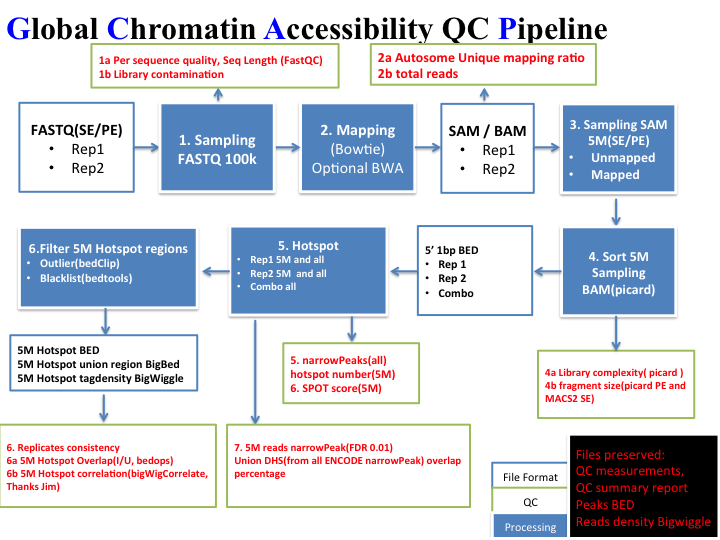 Global Chromatin Accessibility QC Pipeline
1a Per sequence quality, Seq Length (FastQC)
1b Library contamination
2a Autosome Unique mapping ratio
2b total reads
FASTQ(SE/PE)
• Rep1
• Rep2
1. Sampling
FASTQ 100k
2. Mapping
(Bowtie)
Optional BWA
SAM / BAM
• Rep1
• Rep2
3. Sampling SAM
5M(SE/PE)
• Unmapped
• Mapped
6.Filter 5M Hotspot regions
• Outlier(bedClip)
• Blacklist(bedtools)
5. Hotspot
• Rep1 5M and all
• Rep2 5M and all
• Combo all
5’ 1bp BED
• Rep 1
• Rep 2
• Combo
4. Sort 5M
Sampling
BAM(picard)
5M Hotspot BED
5M Hotspot union region BigBed
5M Hotspot tagdensity BigWiggle
5. narrowPeaks(all)
hotspot number(5M)
6. SPOT score(5M)
4a Library complexity( picard )
4b fragment size(picard PE and
MACS2 SE)
6. Replicates consistency
6a 5M Hotspot Overlap(I/U, bedops)
6b 5M Hotspot correlation(bigWigCorrelate,
Thanks Jim)
7. 5M reads narrowPeak(FDR 0.01)
Union DHS(from all ENCODE narrowPeak) overlap
percentage
File Format
QC
Processing
Files preserved:
QC measurements,
QC summary report
Peaks BED
Reads density Bigwiggle